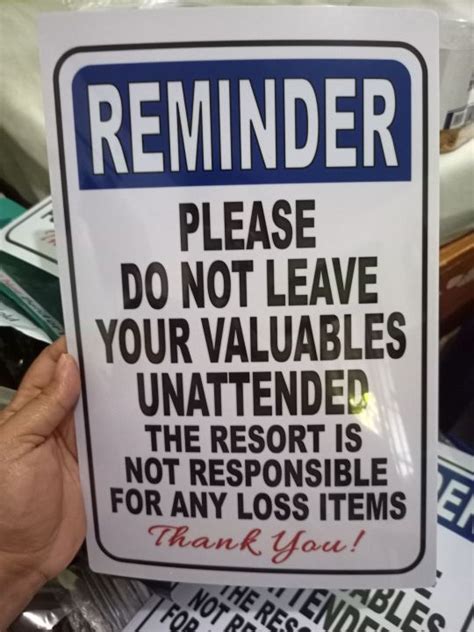 REMINDER
PLEASE
DO NOT LEAVE
YOUR VALUABLES
UNATTENDED
THE RESORT IS
NOT RESPONSIBLE
FOR ANY LOSS ITEMS
Thank You!